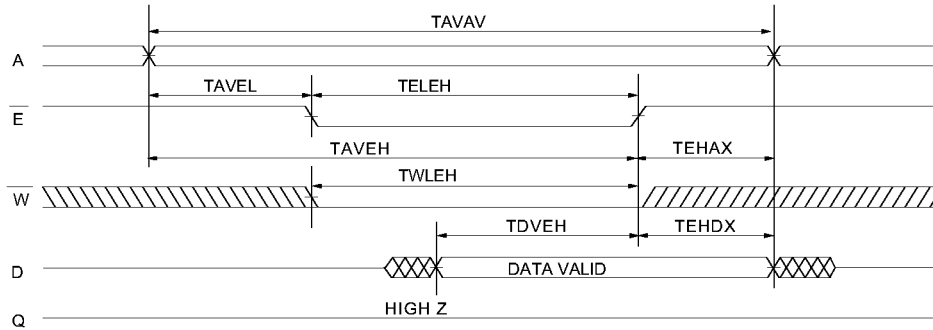 TAVAV
A
TAVEL TELEH
E
TAVEH TEHAX
TWLEH
W
TDVEH TEHDX
D DATA VALID
HIGH Z
Q